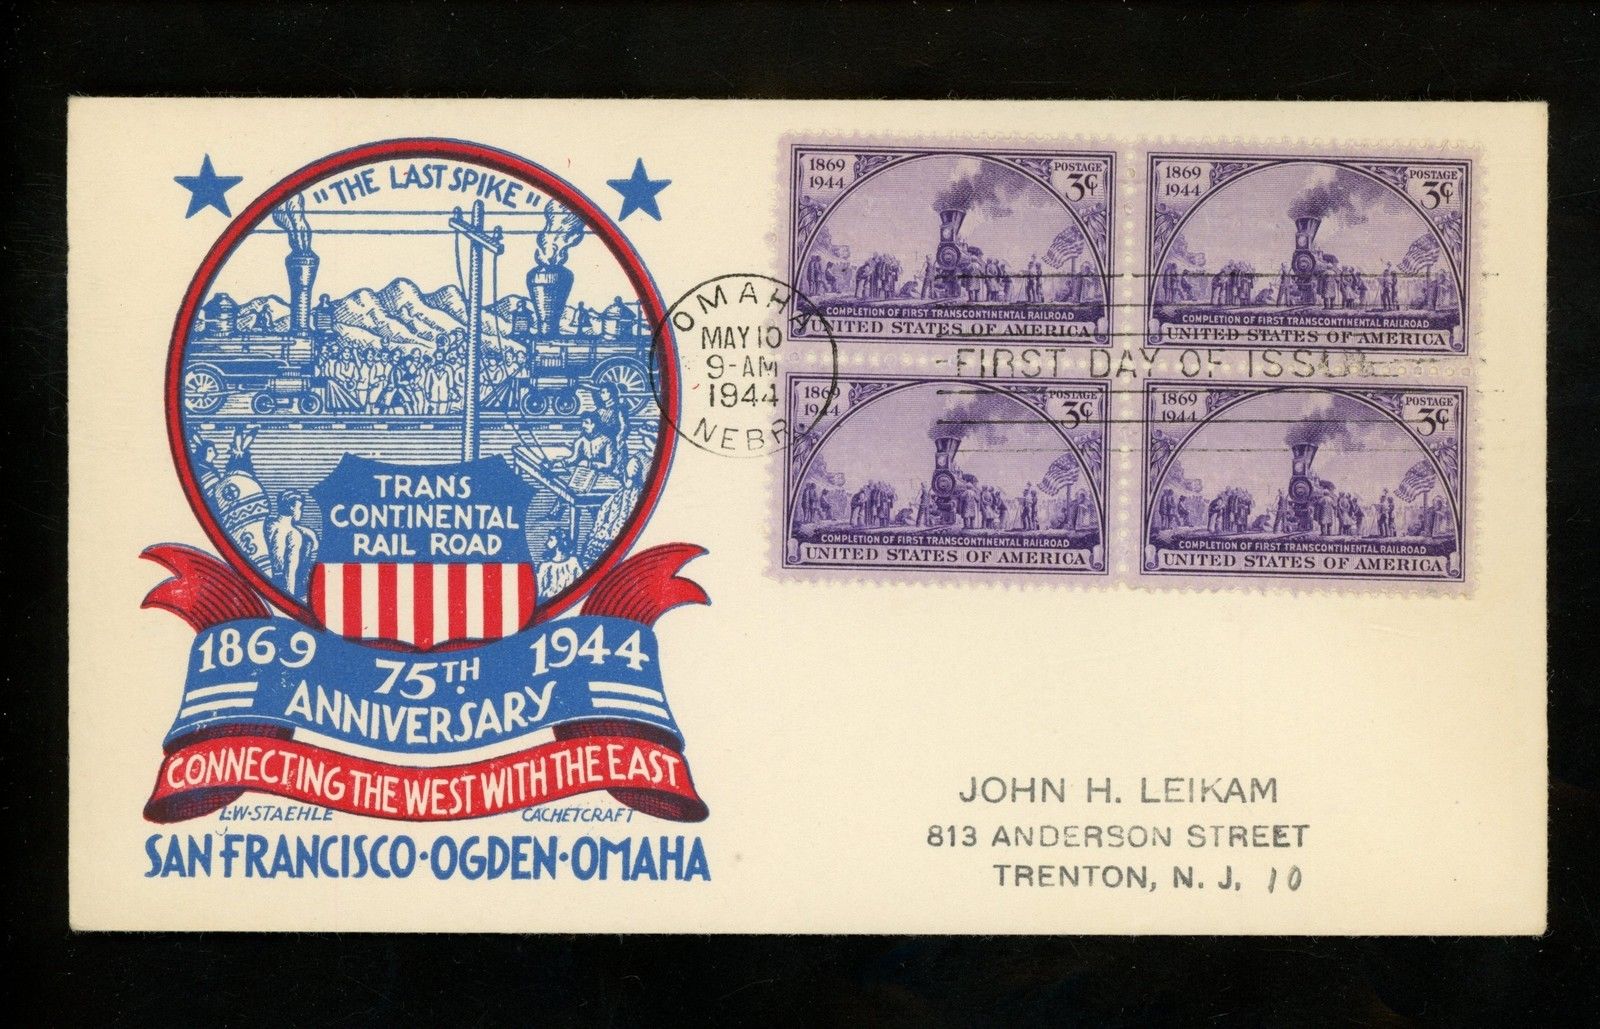 "THE LAST SPIKE"
TRANS
CONTINENTAL
RAIL ROAD
1869 1944
75TH
ANNIVERSARY
CONNECTING THE WEST WITH THE EAST
L·W·STAEHLE CACHETCRAFT
SAN FRANCISCO·OGDEN·OMAHA
OMAHA
MAY 10
9-AM
1944
NEBR.
FIRST DAY OF ISSUE
1869
1944
POSTAGE
3¢
COMPLETION OF FIRST TRANSCONTINENTAL RAILROAD
UNITED STATES OF AMERICA
1869
1944
POSTAGE
3¢
COMPLETION OF FIRST TRANSCONTINENTAL RAILROAD
UNITED STATES OF AMERICA
1869
1944
POSTAGE
3¢
COMPLETION OF FIRST TRANSCONTINENTAL RAILROAD
UNITED STATES OF AMERICA
1869
1944
POSTAGE
3¢
COMPLETION OF FIRST TRANSCONTINENTAL RAILROAD
UNITED STATES OF AMERICA
JOHN H. LEIKAM
813 ANDERSON STREET
TRENTON, N. J. 10